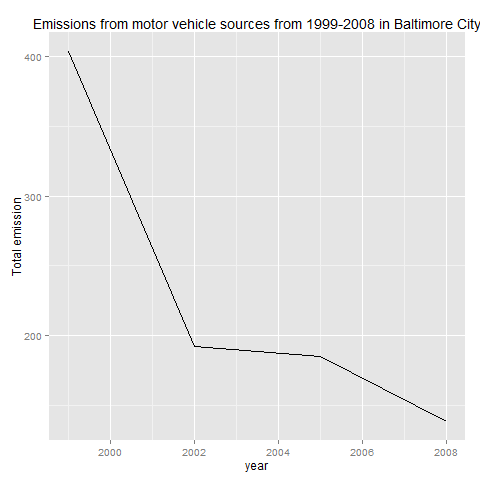 Emissions from motor vehicle sources from 1999-2008 in Baltimore City
400
300
200
Total emission
2000 2002 2004 2006 2008
year